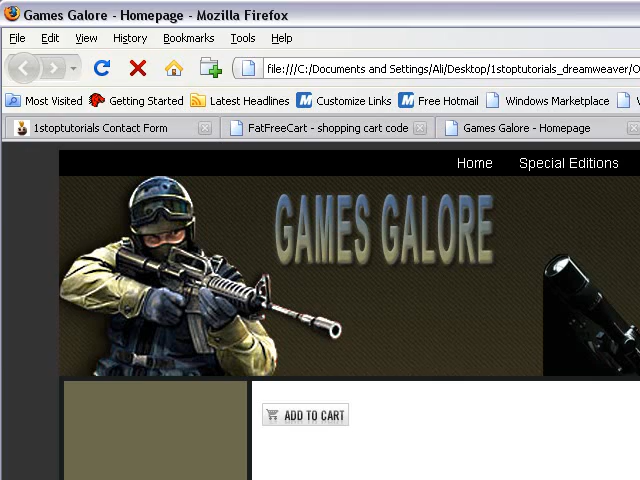 Games Galore - Homepage - Mozilla Firefox
File Edit View History Bookmarks Tools Help
file:///C:/Documents and Settings/Ali/Desktop/1stoptutorials_dreamweaver/O
Most Visited Getting Started Latest Headlines Customize Links Free Hotmail Windows Marketplace
1stoptutorials Contact Form FatFreeCart - shopping cart code Games Galore - Homepage
Home Special Editions
GAMES GALORE
ADD TO CART